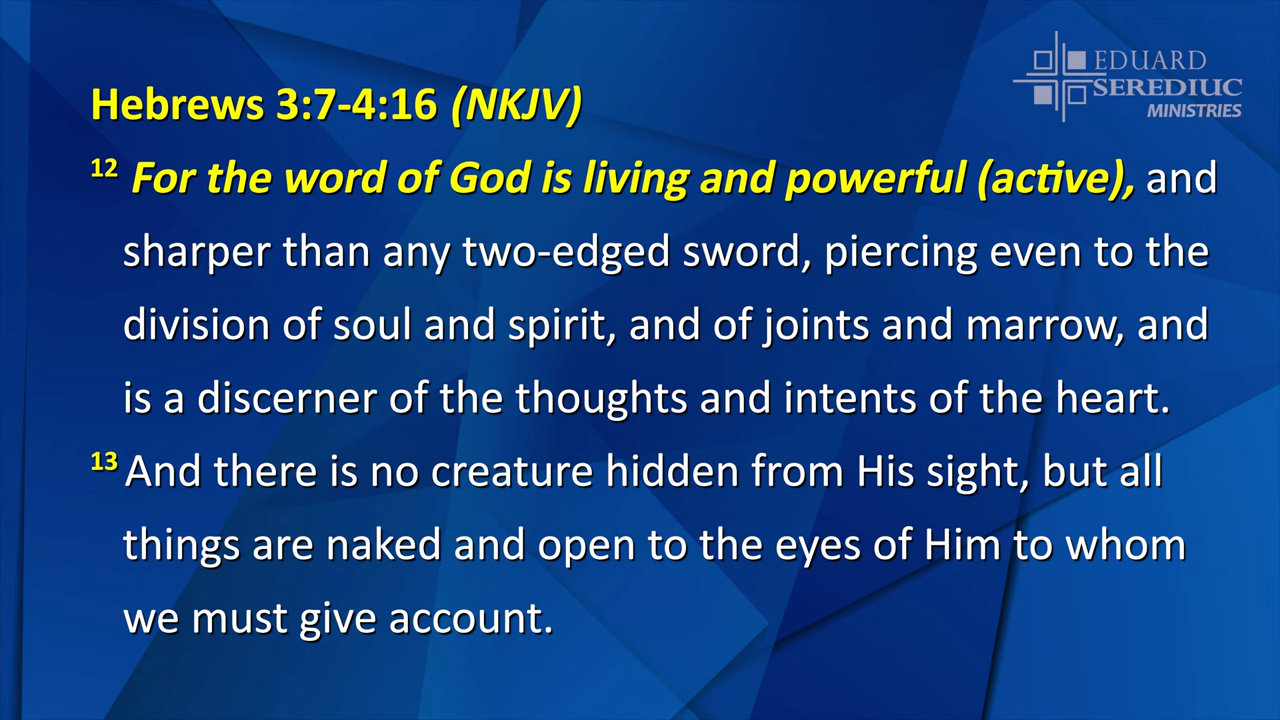 EDUARD
SEREDIUC
MINISTRIES
Hebrews 3:7-4:16 (NKJV)
12 For the word of God is living and powerful (active), and
sharper than any two-edged sword, piercing even to the
division of soul and spirit, and of joints and marrow, and
is a discerner of the thoughts and intents of the heart.
13 And there is no creature hidden from His sight, but all
things are naked and open to the eyes of Him to whom
we must give account.